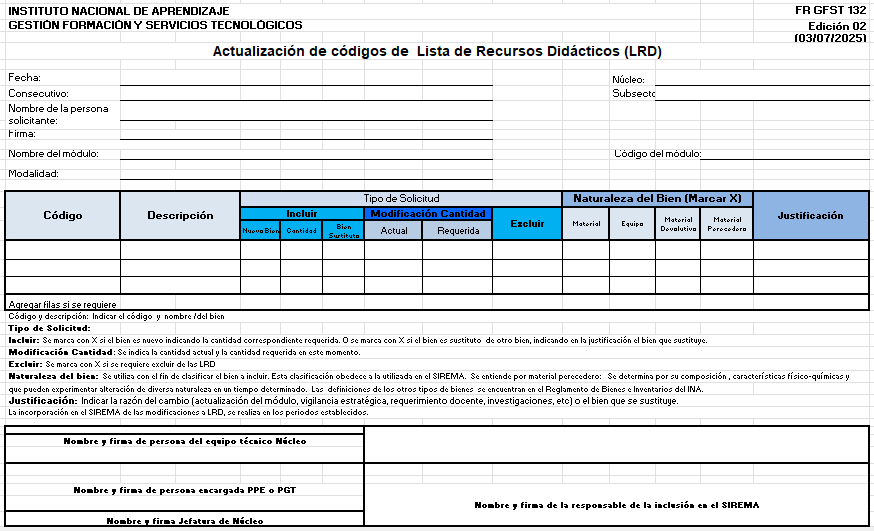 INSTITUTO NACIONAL DE APRENDIZAJE
FR GFST 132
GESTIÓN FORMACIÓN Y SERVICIOS TECNOLÓGICOS
Edición 02
(03/07/2025)
Actualización de códigos de Lista de Recursos Didácticos (LRD)
Fecha:
Núcleo:
Consecutivo:
Subsecto
Nombre de la persona
solicitante:
Firma:
Nombre del módulo:
Código del módulo:
Modalidad:
Código
Descripción
Tipo de Solicitud
Naturaleza del Bien (Marcar X)
Justificación
Incluir
Modificación Cantidad
Excluir
Nuevo Bien
Cantidad
Bien
Sustituto
Actual
Requerida
Material
Equipo
Material
Devolutivo
Material
Perecedero
Agregar filas si se requiere
Código y descripción: Indicar el código y nombre /del bien
Tipo de Solicitud:
Incluir: Se marca con X si el bien es nuevo indicando la cantidad correspondiente requerida. O se marca con X si el bien es sustituto de otro bien, indicando en la justificación el bien que sustituye.
Modificación Cantidad: Se indica la cantidad actual y la cantidad requerida en este momento.
Excluir: Se marca con X si se requiere excluir de las LRD
Naturaleza del bien: Se utiliza con el fin de clasificar el bien a incluir. Esta clasificación obedece a la utilizada en el SIREMA. Se entiende por material perecedero: Se determina por su composición , características físico-químicas y
que pueden experimentar alteración de diversa naturaleza en un tiempo determinado. Las definiciones de los otros tipos de bienes se encuentran en el Reglamento de Bienes e Inventarios del INA.
Justificación: Indicar la razón del cambio (actualización del módulo, vigilancia estratégica, requerimiento docente, investigaciones, etc) o el bien que se sustituye.
La incorporación en el SIREMA de las modificaciones a LRD, se realiza en los periodos establecidos.
Nombre y firma de persona del equipo técnico Núcleo
Nombre y firma de persona encargada PPE o PGT
Nombre y firma de la responsable de la inclusión en el SIREMA
Nombre y firma Jefatura de Núcleo